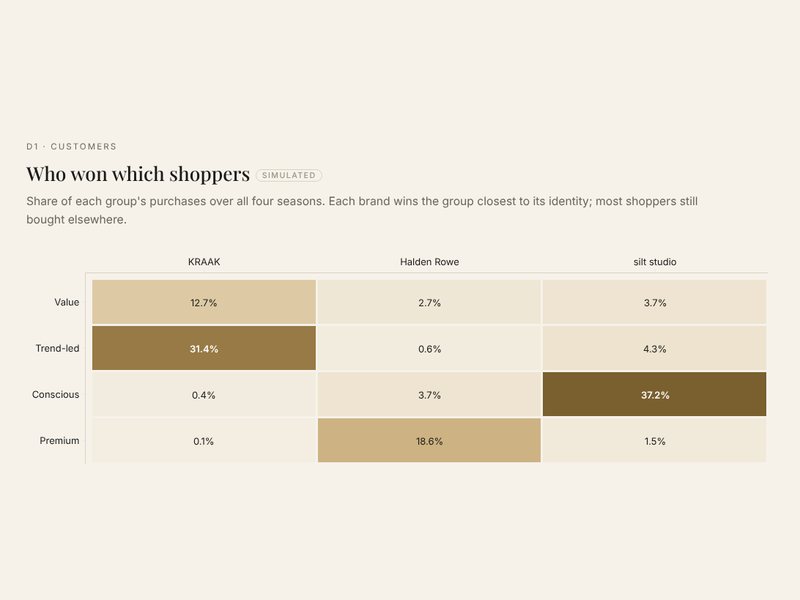 D1 · CUSTOMERS
Who won which shoppers SIMULATED
Share of each group's purchases over all four seasons. Each brand wins the group closest to its identity; most shoppers still
bought elsewhere.
KRAAK Halden Rowe silt studio
Value 12.7% 2.7% 3.7%
Trend-led 31.4% 0.6% 4.3%
Conscious 0.4% 3.7% 37.2%
Premium 0.1% 18.6% 1.5%